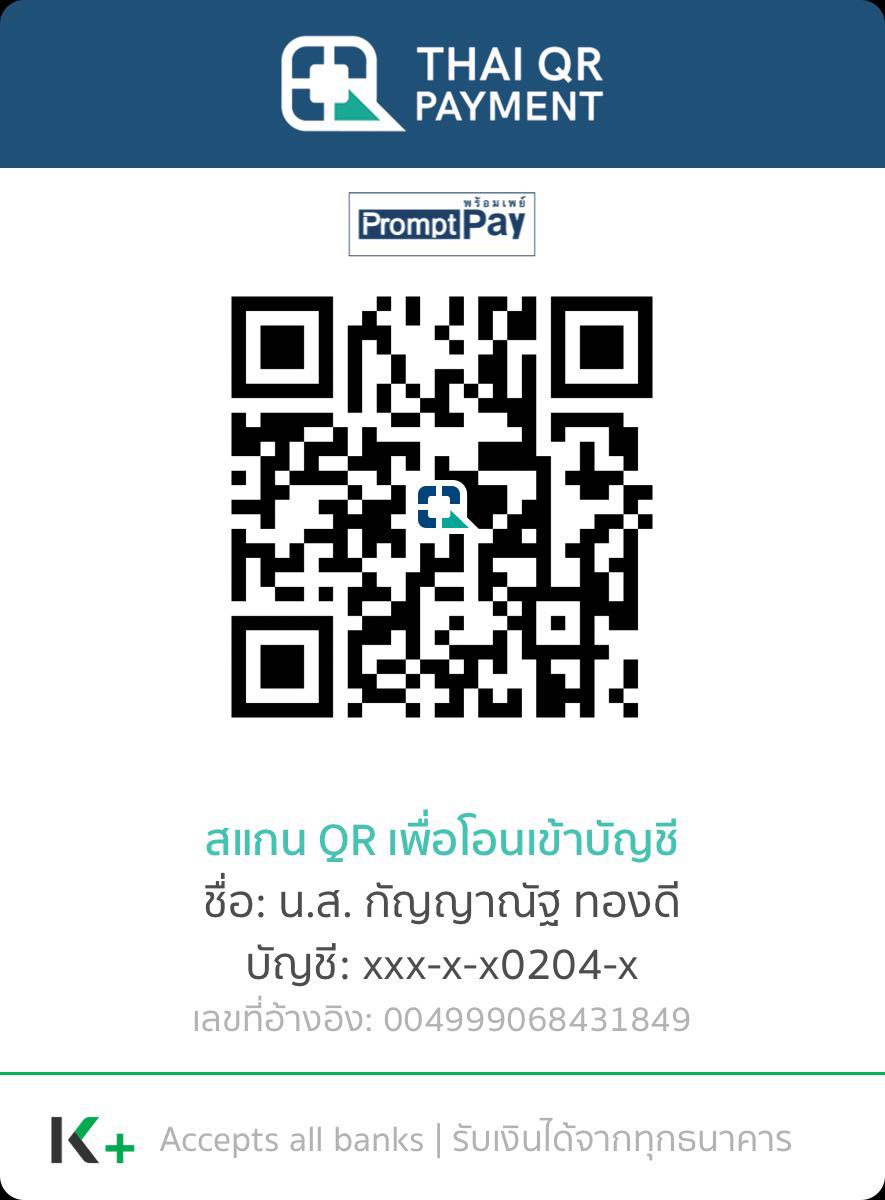 THAI QR
PAYMENT
พร้อมเพย์
PromptPay
สแกน QR เพื่อโอนเข้าบัญชี
ชื่อ: น.ส. กัญญาณัฐ ทองดี
บัญชี: xxx-x-x0204-x
เลขที่อ้างอิง: 004999068431849
K+ Accepts all banks | รับเงินได้จากทุกธนาคาร